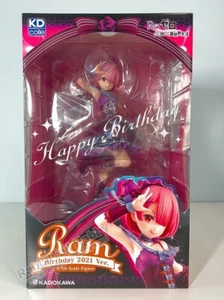 KD
colle
Re:ゼロ
Happy Birthday
Ram
Birthday 2021 Ver.
1/7th Scale Figure
KADOKAWA